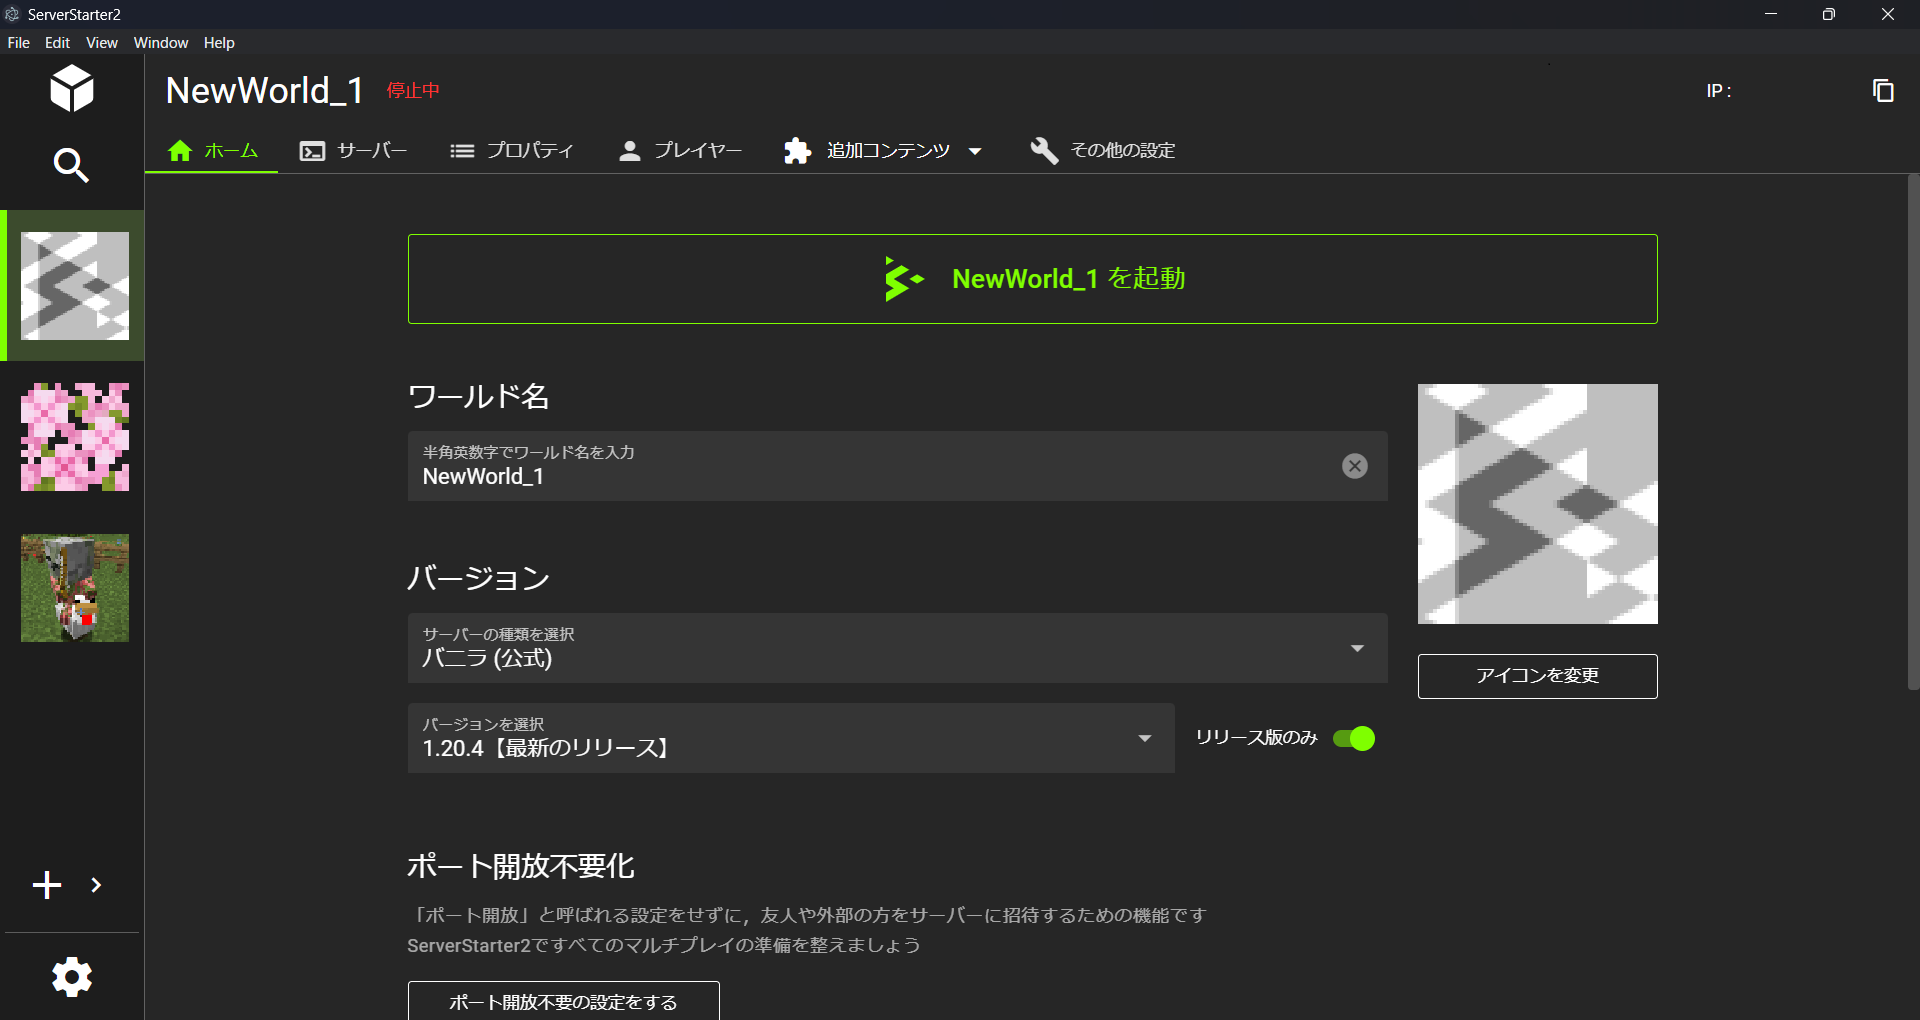 ServerStarter2
File Edit View Window Help
NewWorld_1 停止中
IP :
ホーム サーバー プロパティ プレイヤー 追加コンテンツ その他の設定
NewWorld_1 を起動
ワールド名
半角英数字でワールド名を入力
NewWorld_1
バージョン
サーバーの種類を選択
バニラ (公式)
アイコンを変更
バージョンを選択
1.20.4【最新のリリース】
リリース版のみ
ポート開放不要化
「ポート開放」と呼ばれる設定をせずに，友人や外部の方をサーバーに招待するための機能です
ServerStarter2ですべてのマルチプレイの準備を整えましょう
ポート開放不要の設定をする